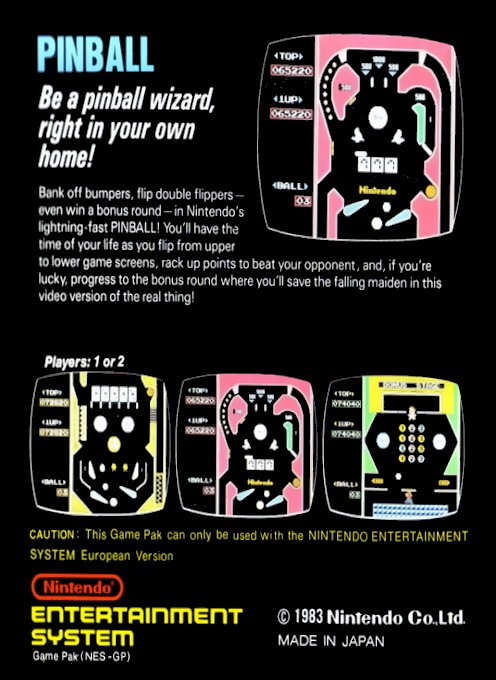 PINBALL
Be a pinball wizard,
right in your own
home!
Bank off bumpers, flip double flippers —
even win a bonus round — in Nintendo's
lightning-fast PINBALL! You'll have the
time of your life as you flip from upper
to lower game screens, rack up points to beat your opponent, and, if you're
lucky, progress to the bonus round where you'll save the falling maiden in this
video version of the real thing!
<TOP>
065220
<1UP>
065220
<BALL>
03
1000
500 500
500
500
777
Nintendo
Players: 1 or 2
<TOP>
072820
<1UP>
072820
<BALL>
03
<TOP>
065220
<1UP>
065220
<BALL>
03
777
Nintendo
BONUS STAGE
<TOP>
074040
<1UP>
074040
<BALL>
03
CAUTION: This Game Pak can only be used with the NINTENDO ENTERTAINMENT
SYSTEM European Version
Nintendo®
ENTERTAINMENT
SYSTEM
Game Pak (NES-GP)
© 1983 Nintendo Co.,Ltd.
MADE IN JAPAN